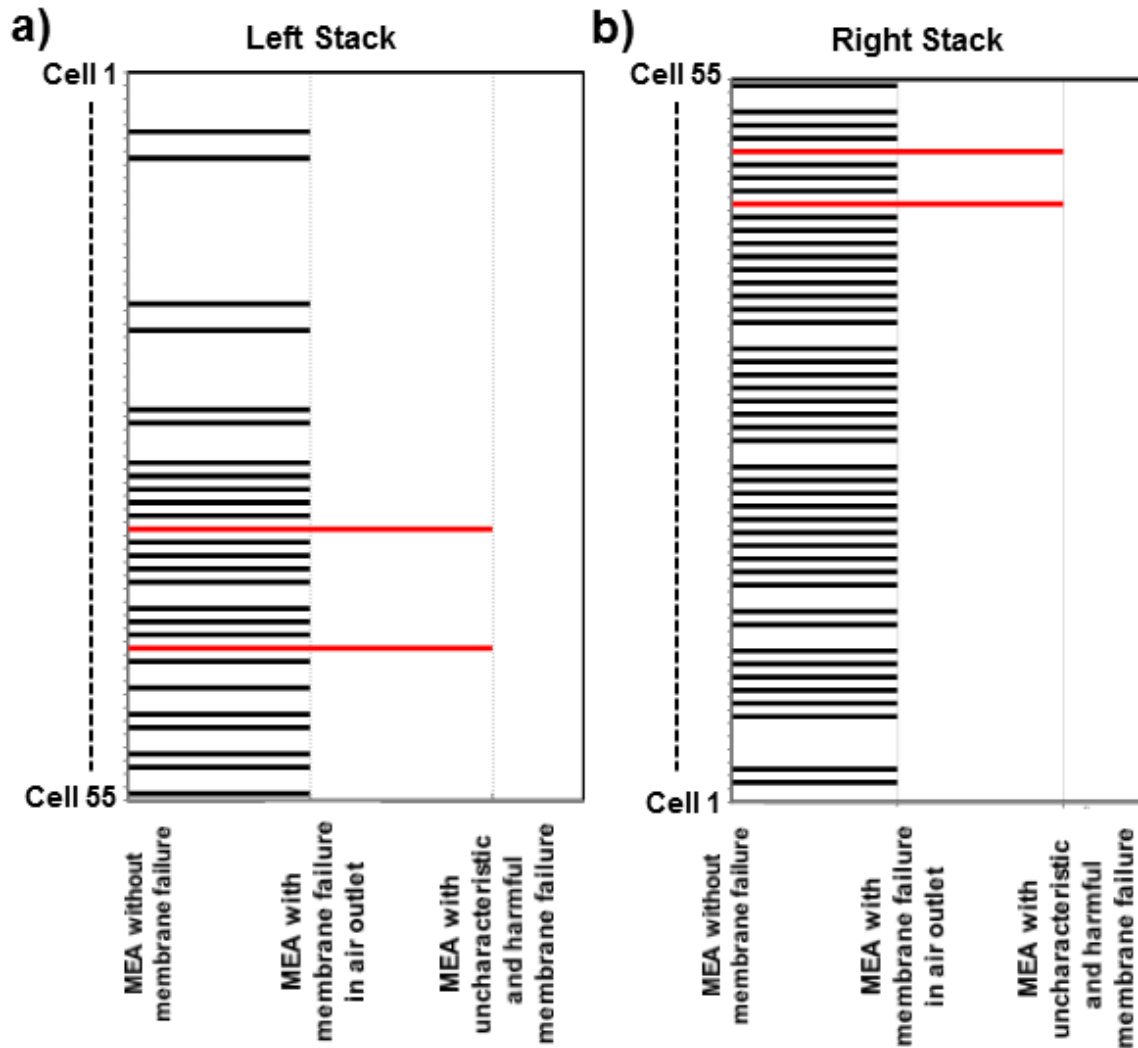 a)
Left Stack
Cell 1
Cell 55
MEA without
membrane failure
MEA with
membrane failure
in air outlet
MEA with
uncharacteristic
and harmful
membrane failure
b)
Right Stack
Cell 55
Cell 1
MEA without
membrane failure
MEA with
membrane failure
in air outlet
MEA with
uncharacteristic
and harmful
membrane failure